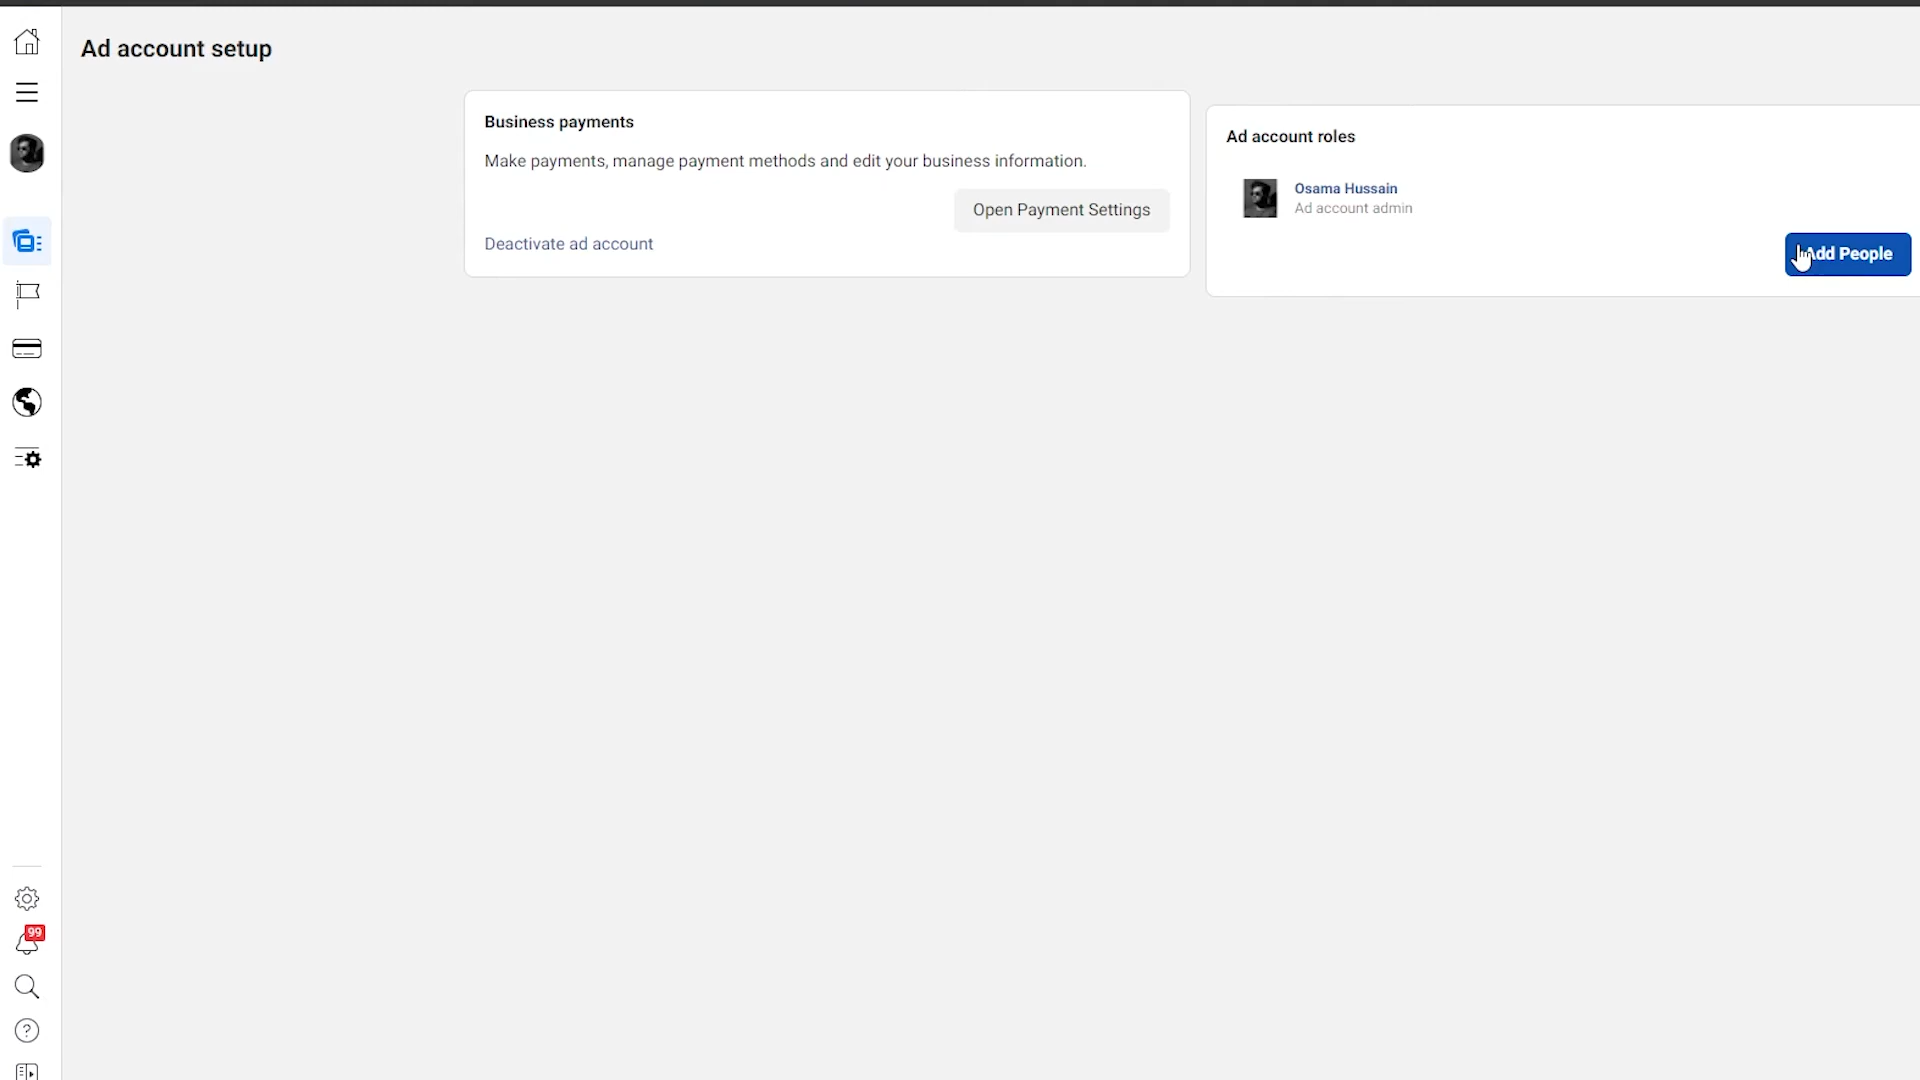 Ad account setup
Business payments
Make payments, manage payment methods and edit your business information.
Open Payment Settings
Deactivate ad account
Ad account roles
Osama Hussain
Ad account admin
Add People
99